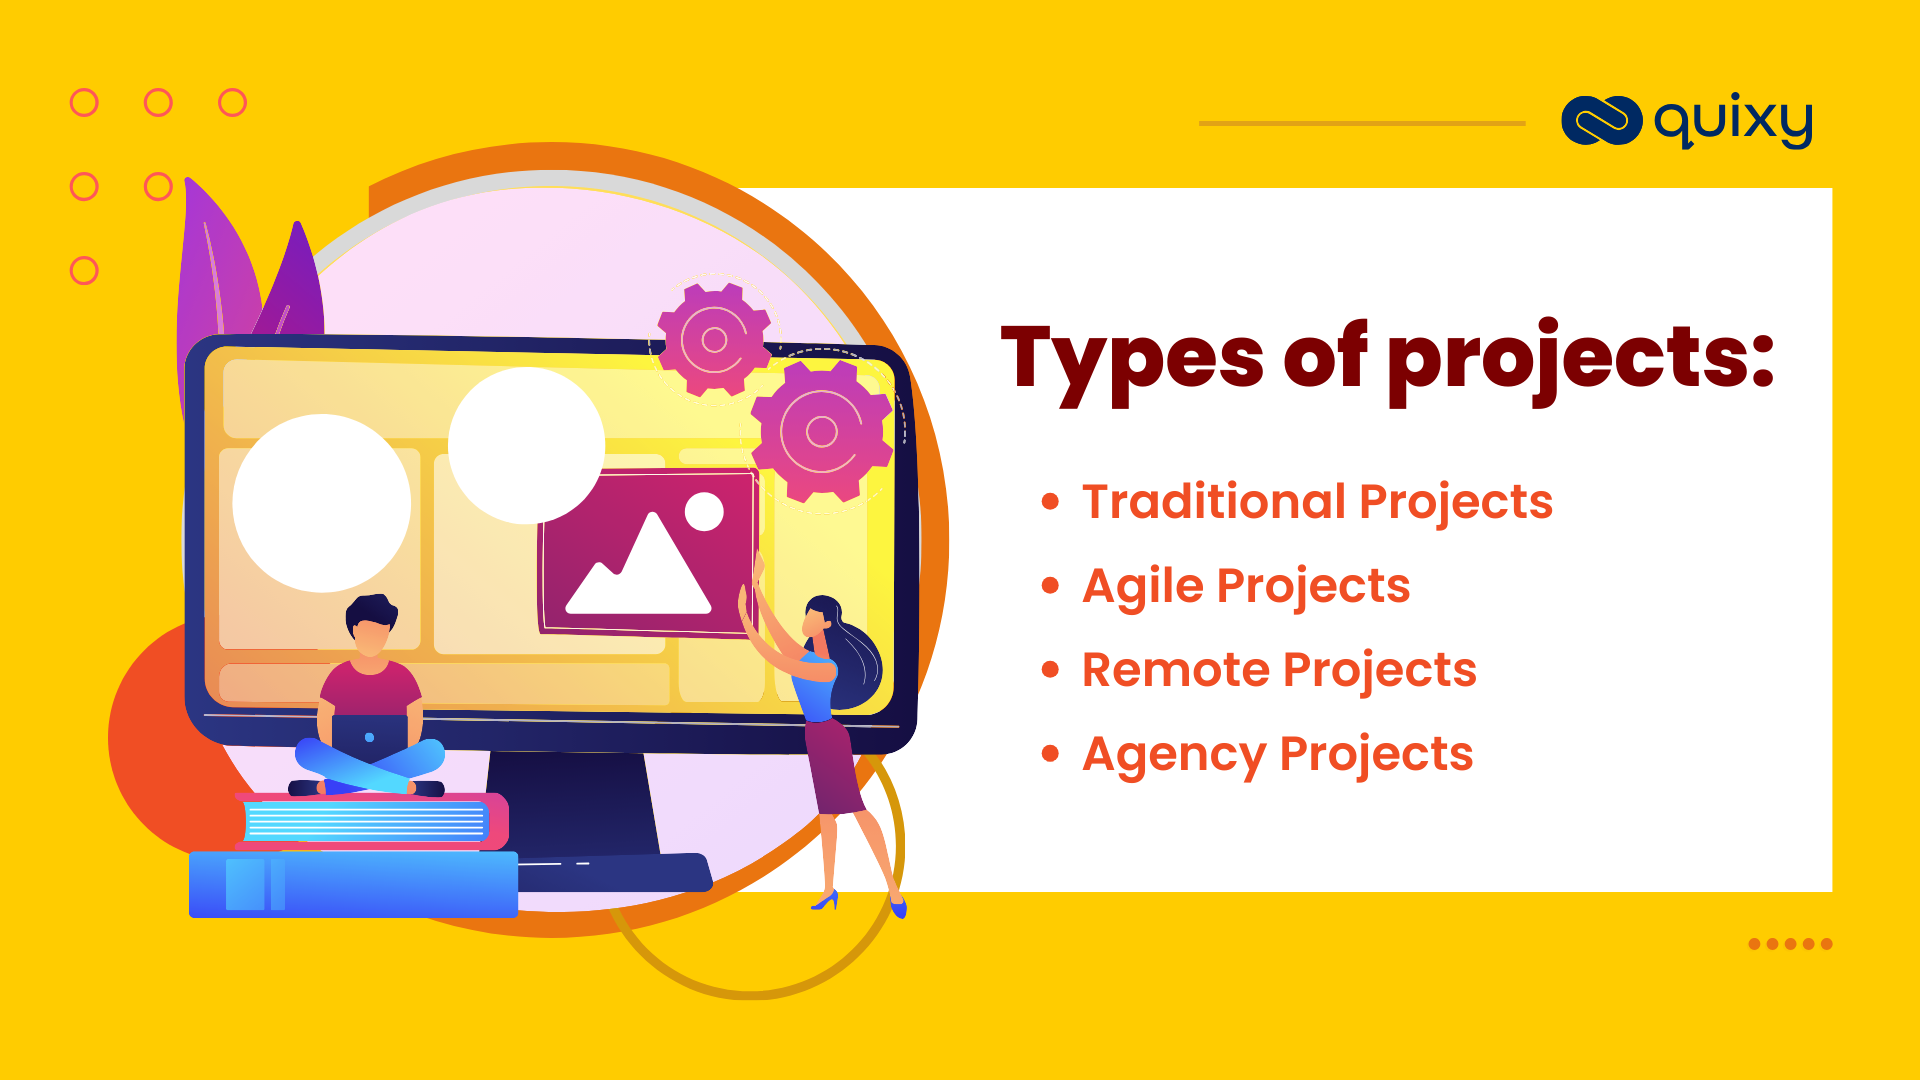 quixy
Types of projects:
• Traditional Projects
• Agile Projects
• Remote Projects
• Agency Projects